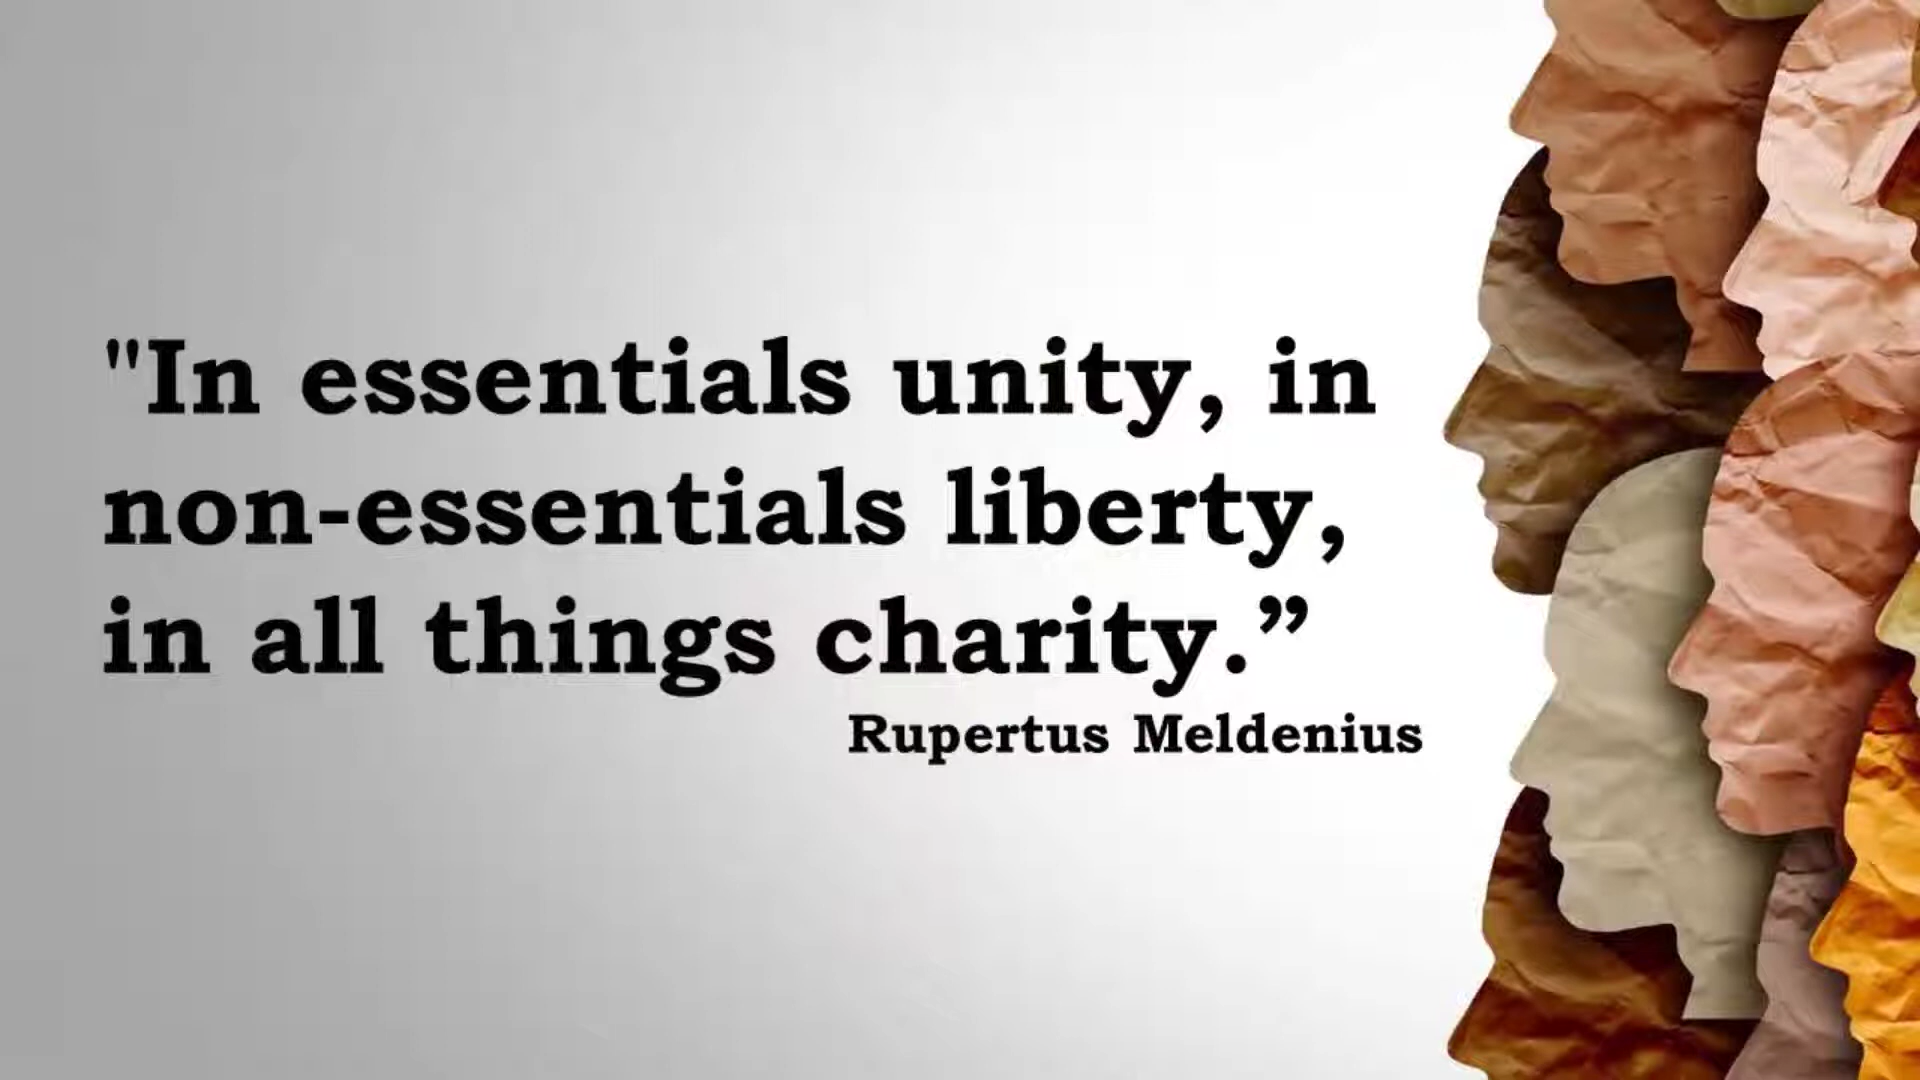 "In essentials unity, in
non-essentials liberty,
in all things charity.”
Rupertus Meldenius